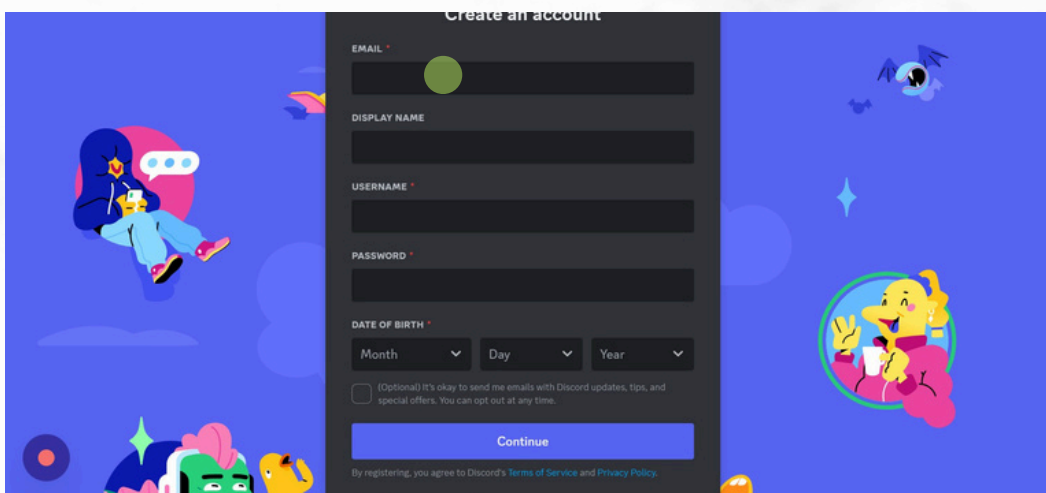 Create an account
EMAIL *
DISPLAY NAME
USERNAME *
PASSWORD *
DATE OF BIRTH *
Month Day Year
(Optional) It's okay to send me emails with Discord updates, tips, and
special offers. You can opt out at any time.
Continue
By registering, you agree to Discord's Terms of Service and Privacy Policy.